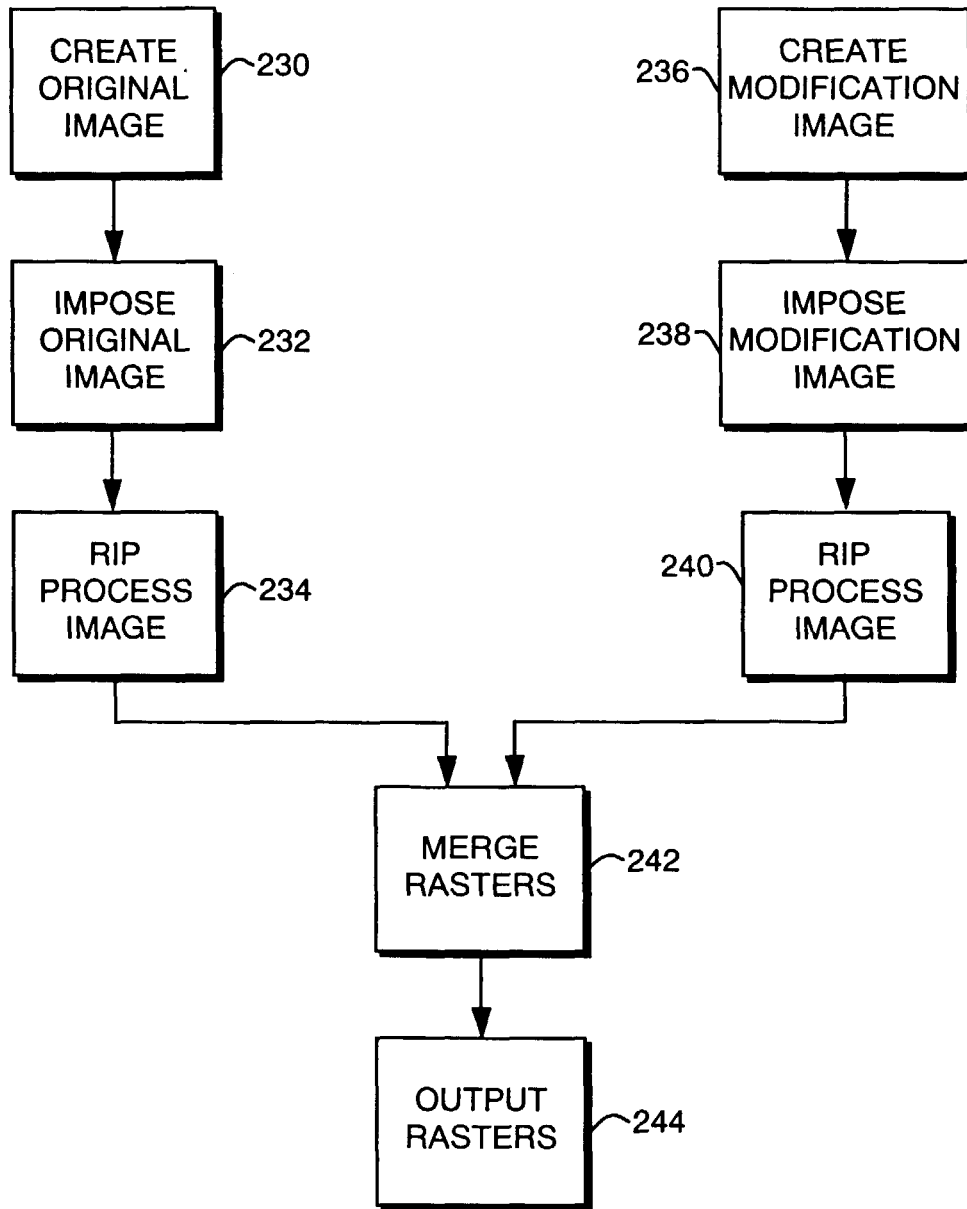 CREATE
ORIGINAL
IMAGE
230
CREATE
MODIFICATION
IMAGE
236
IMPOSE
ORIGINAL
IMAGE
232
IMPOSE
MODIFICATION
IMAGE
238
RIP
PROCESS
IMAGE
234
RIP
PROCESS
IMAGE
240
MERGE
RASTERS
242
OUTPUT
RASTERS
244